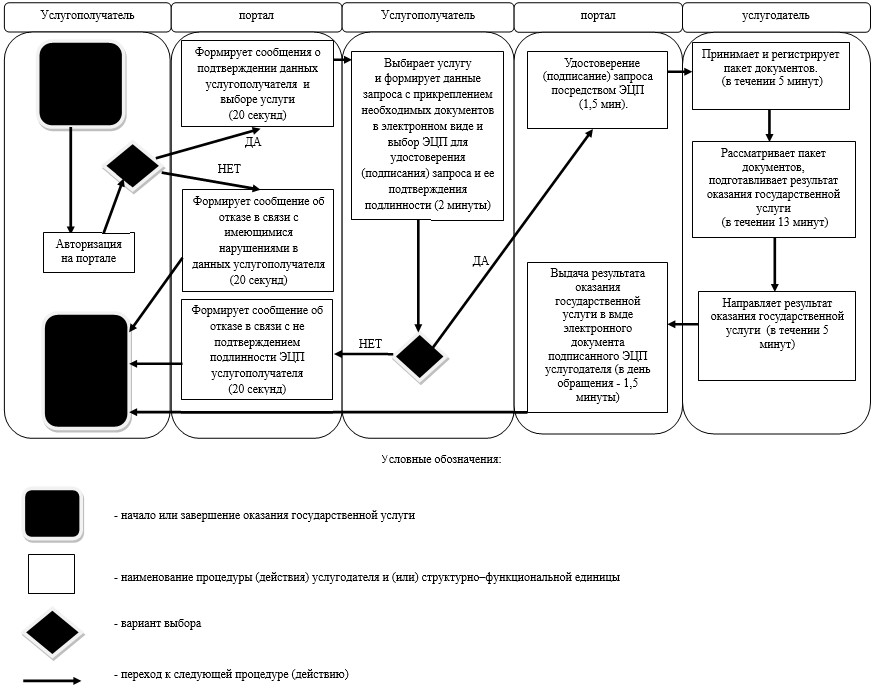 Услугополучатель
портал
Услугополучатель
портал
услугодатель
Формирует сообщения о
подтверждении данных
услугополучателя и
выборе услуги
(20 секунд)
ДА
НЕТ
Авторизация
на портале
Формирует сообщение об
отказе в связи с
имеющимися
нарушениями в
данных услугополучателя
(20 секунд)
Формирует сообщение об
отказе в связи с не
подтверждением
подлинности ЭЦП
услугополучателя
(20 секунд)
Выбирает услугу
и формирует данные
запроса с прикреплением
необходимых документов
в электронном виде и
выбор ЭЦП для
удостоверения
(подписания) запроса и ее
подтверждения
подлинности (2 минуты)
НЕТ
ДА
Удостоверение
(подписание) запроса
посредством ЭЦП
(1,5 мин).
Выдача результата
оказания
государственной
услуги в вмде
электронного
документа
подписанного ЭЦП
услугодателя (в день
обращения - 1,5
минуты)
Принимает и регистрирует
пакет документов.
(в течении 5 минут)
Рассматривает пакет
документов,
подготавливает результат
оказания государственной
услуги
(в течении 13 минут)
Направляет результат
оказания государственной
услуги (в течении 5
минут)
Условные обозначения:
- начало или завершение оказания государственной услуги
- наименование процедуры (действия) услугодателя и (или) структурно–функциональной единицы
- вариант выбора
- переход к следующей процедуре (действию)